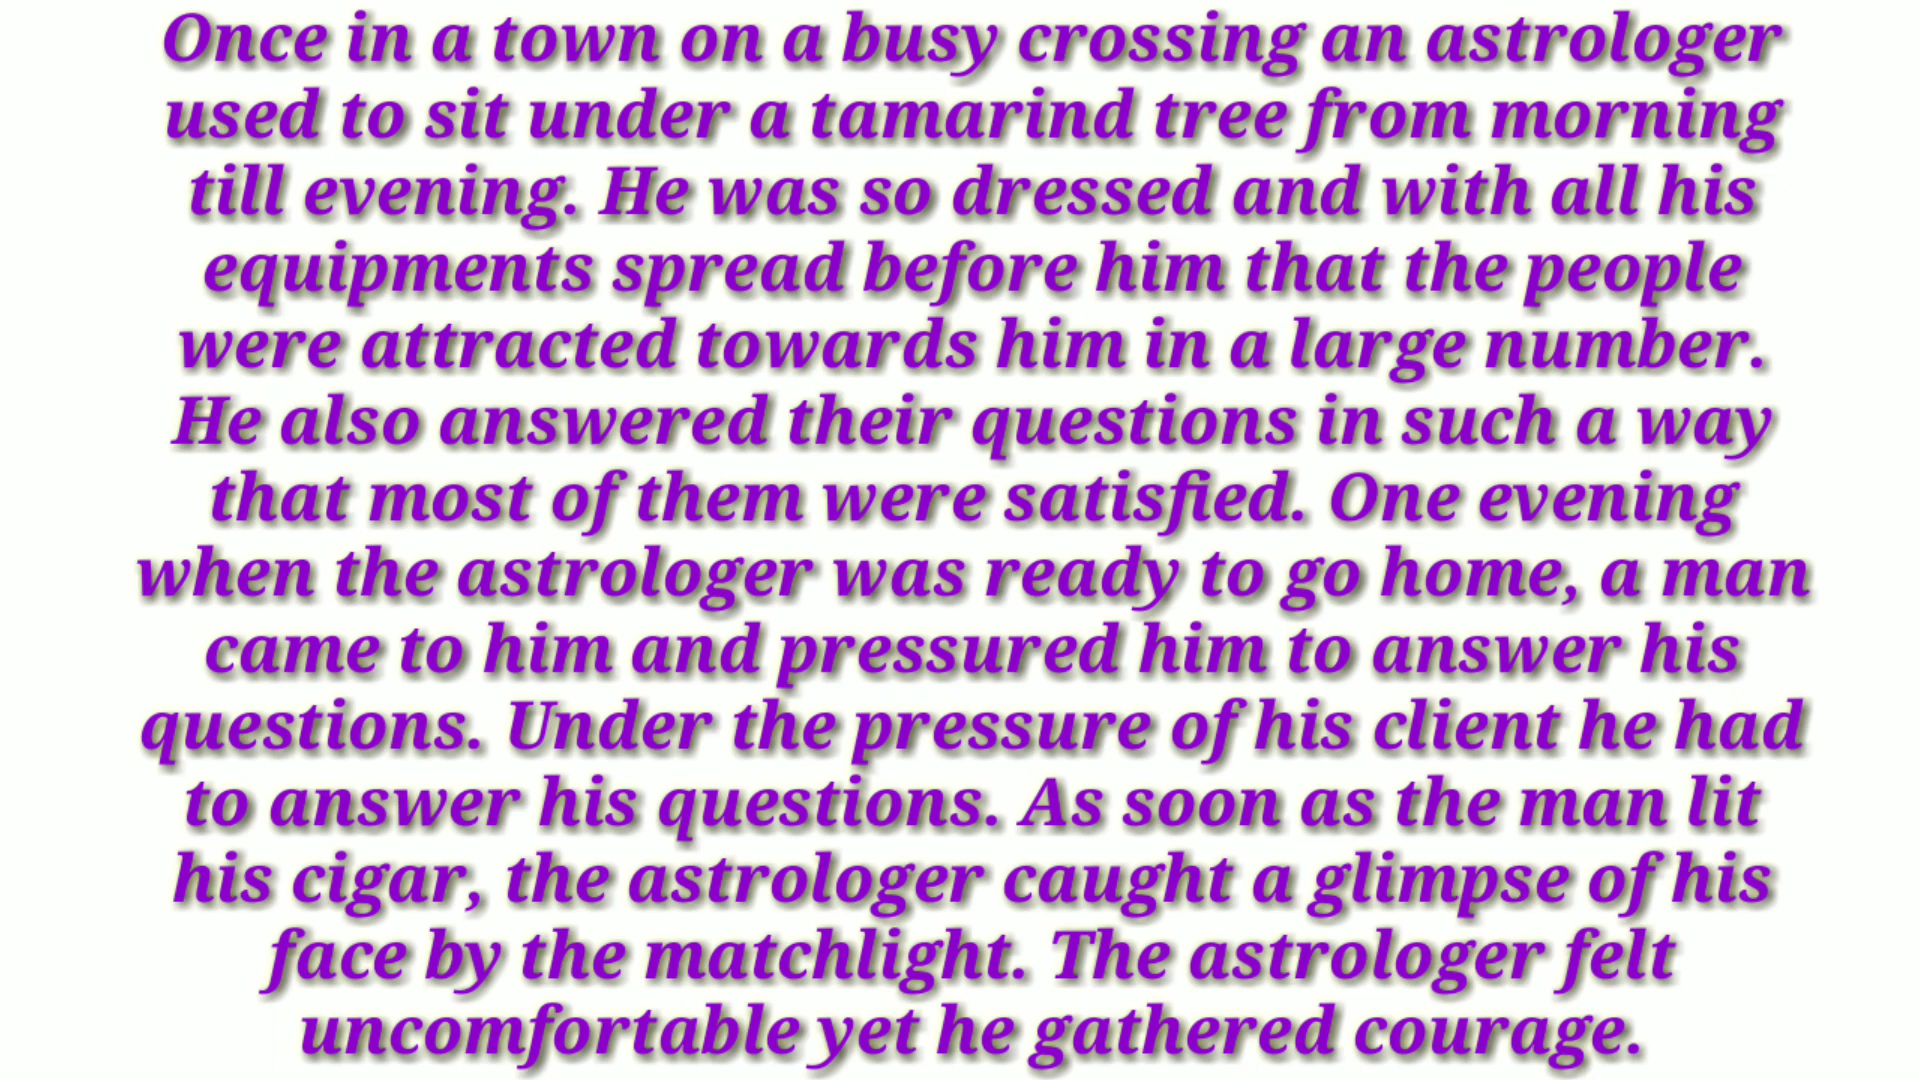 Once in a town on a busy crossing an astrologer
used to sit under a tamarind tree from morning
till evening. He was so dressed and with all his
equipments spread before him that the people
were attracted towards him in a large number.
He also answered their questions in such a way
that most of them were satisfied. One evening
when the astrologer was ready to go home, a man
came to him and pressured him to answer his
questions. Under the pressure of his client he had
to answer his questions. As soon as the man lit
his cigar, the astrologer caught a glimpse of his
face by the matchlight. The astrologer felt
uncomfortable yet he gathered courage.